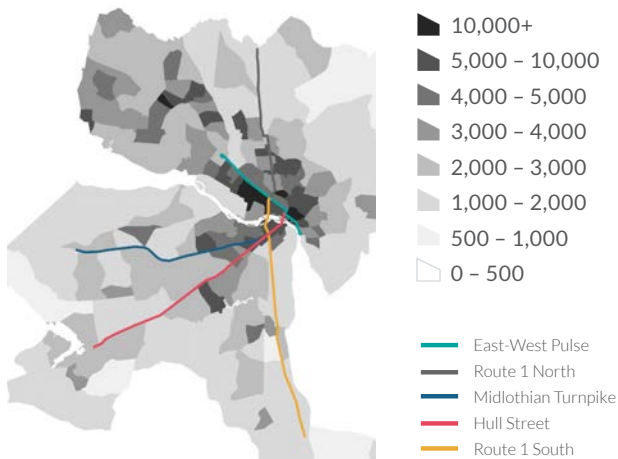 10,000+
5,000 – 10,000
4,000 – 5,000
3,000 – 4,000
2,000 – 3,000
1,000 – 2,000
500 – 1,000
0 – 500
East-West Pulse
Route 1 North
Midlothian Turnpike
Hull Street
Route 1 South